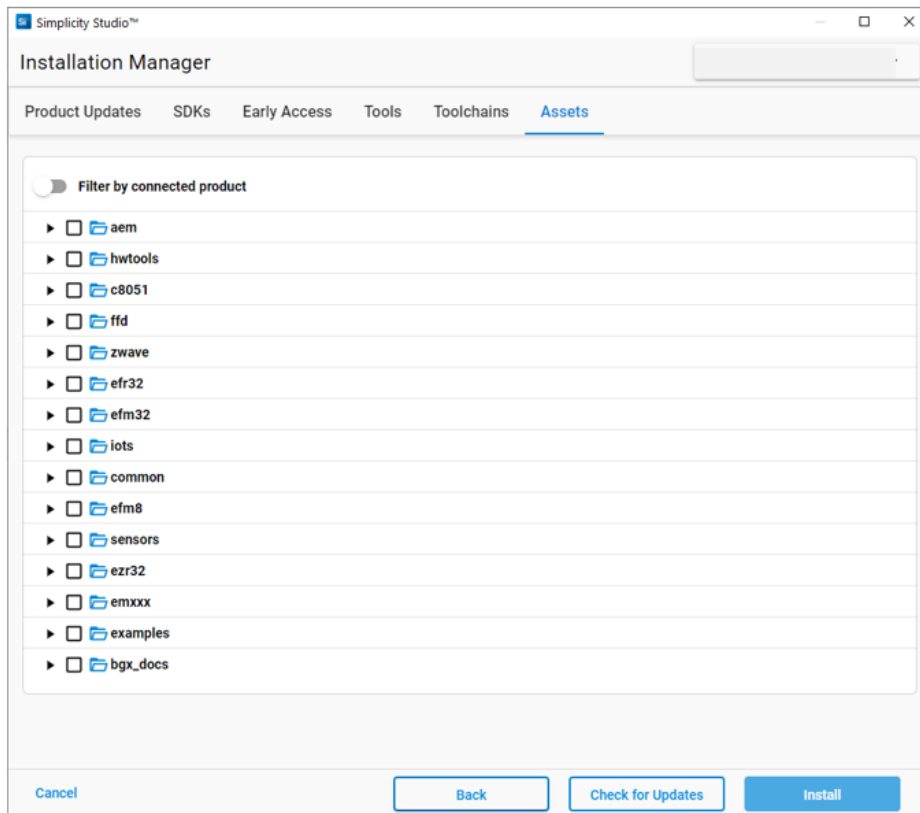 Si Simplicity Studio™
Installation Manager
Product Updates SDKs Early Access Tools Toolchains Assets
Filter by connected product
aem
hwtools
c8051
ffd
zwave
efr32
efm32
iots
common
efm8
sensors
ezr32
emxxx
examples
bgx_docs
Cancel Back Check for Updates Install